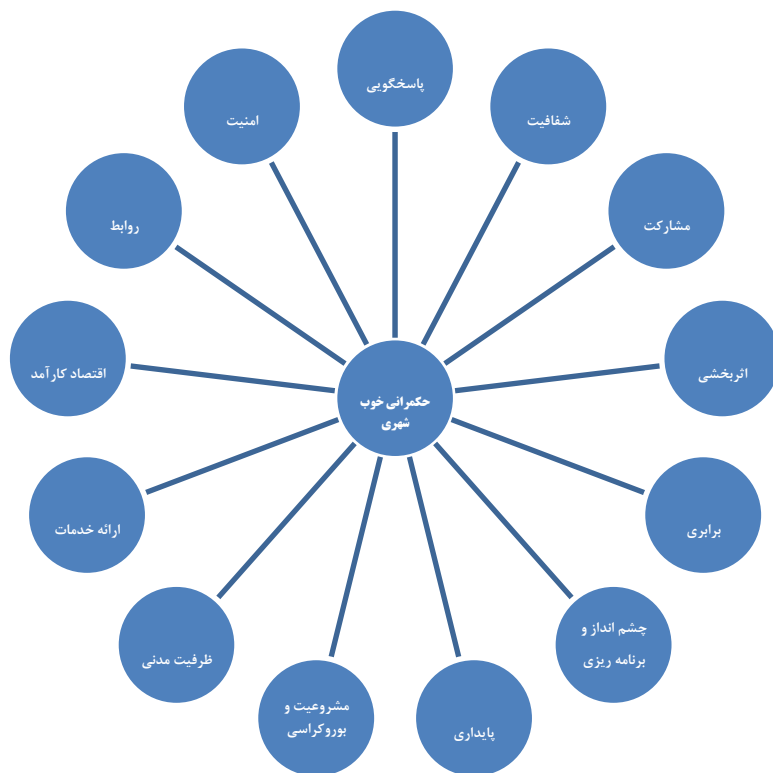 پاسخگویی
شفافیت
مشارکت
اثربخشی
برابری
چشم انداز و
برنامه ریزی
پایداری
مشروعیت و
بوروکراسی
ظرفیت مدنی
ارائه خدمات
اقتصاد کارآمد
روابط
امنیت
حکمرانی خوب
شهری